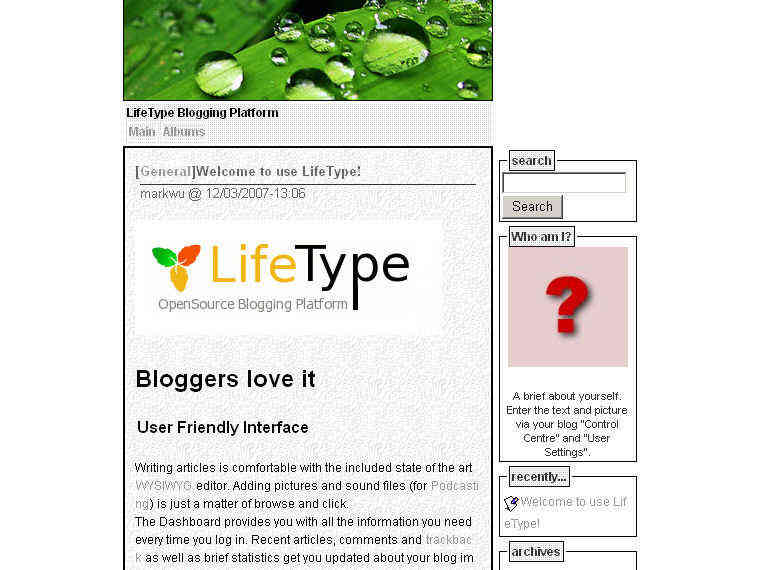 LifeType Blogging Platform
Main Albums
[General]Welcome to use LifeType!
markwu @ 12/03/2007-13:06
LifeType
OpenSource Blogging Platform
Bloggers love it
User Friendly Interface
Writing articles is comfortable with the included state of the art
WYSIWYG editor. Adding pictures and sound files (for Podcasti
ng) is just a matter of browse and click.
The Dashboard provides you with all the information you need
every time you log in. Recent articles, comments and trackbac
k as well as brief statistics get you updated about your blog im
search
Search
Who am I?
?
A brief about yourself.
Enter the text and picture
via your blog "Control
Centre" and "User
Settings".
recently...
Welcome to use Lif
eType!
archives